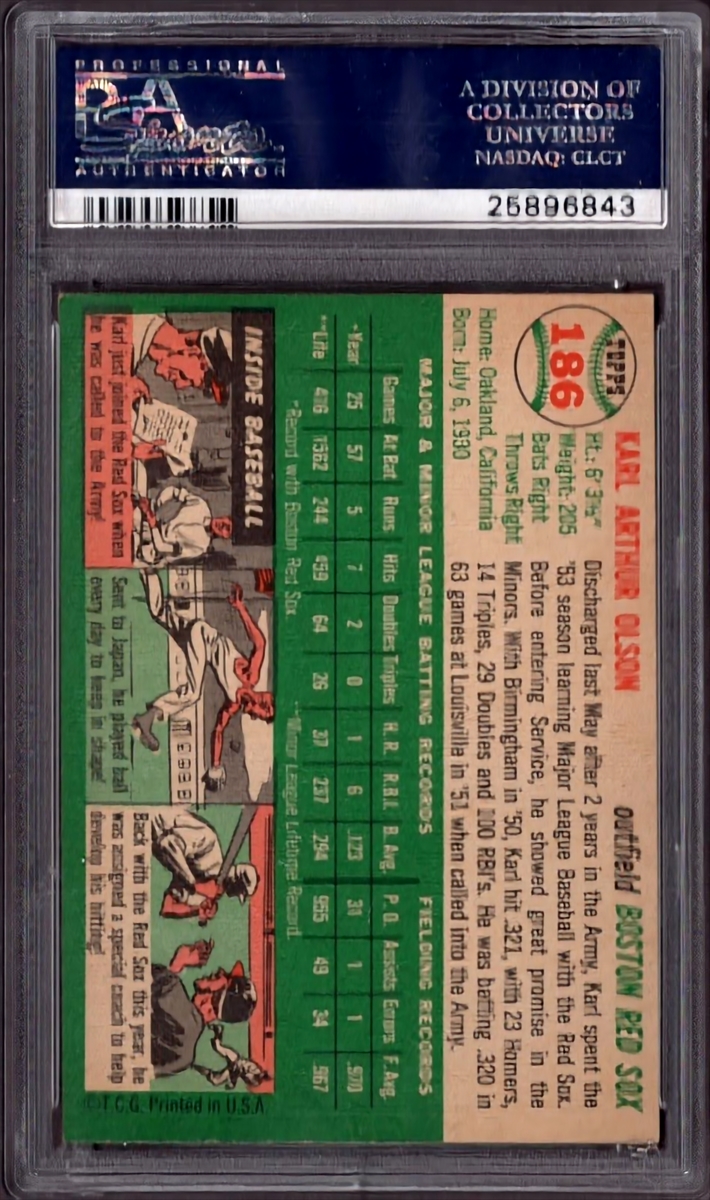 PROFESSIONAL
PSA
Sports
AUTHENTICATOR
A DIVISION OF
COLLECTORS
UNIVERSE
NASDAQ: CLCT
25896843
TOPPS
186
KARL ARTHUR OLSON
outfield BOSTON RED SOX
Ht.: 6' 3½"
Weight: 205
Bats Right
Throws Right
Home: Oakland, California
Born: July 6, 1930
Discharged last May after 2 years in the Army, Karl spent the
'53 season learning Major League Baseball with the Red Sox.
Before entering Service, he showed great promise in the
Minors. With Birmingham in '50, Karl hit .321, with 23 Homers,
14 Triples, 29 Doubles and 100 RBI's. He was batting .320 in
63 games at Louisville in '51 when called into the Army.
MAJOR & MINOR LEAGUE BATTING RECORDS FIELDING RECORDS
Games At Bat Runs Hits Doubles Triples H.R. R.B.I. B. Avg. P.O. Assists Errors F. Avg.
*Year 25 57 5 7 2 0 1 6 .123 31 1 1 .970
**Life 416 1562 244 459 64 26 37 237 .294 965 49 34 .967
*Record with Boston Red Sox **Minor League Lifetime Record.
INSIDE BASEBALL
Karl just joined the Red Sox when
he was called to the Army!
Sent to Japan, he played ball
every day to keep in shape!
Back with the Red Sox this year, he
was assigned a special coach to help
develop his hitting!
©T.C.G. Printed in U.S.A.